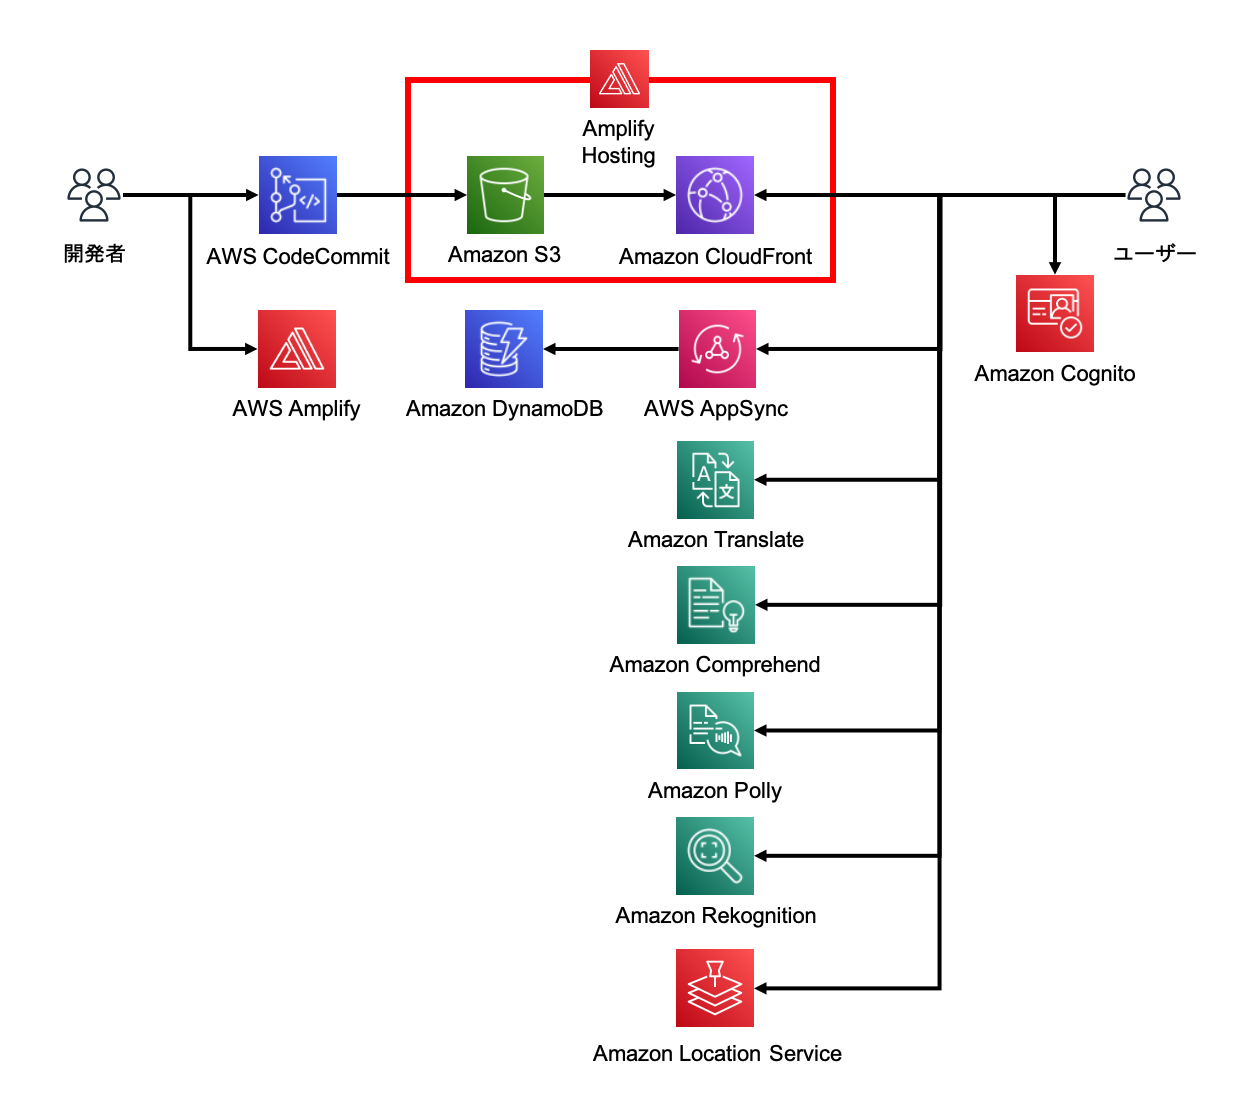 Amplify
Hosting
開発者
AWS CodeCommit
Amazon S3
Amazon CloudFront
ユーザー
Amazon Cognito
AWS Amplify
Amazon DynamoDB
AWS AppSync
A
文
Amazon Translate
Amazon Comprehend
Amazon Polly
Amazon Rekognition
Amazon Location Service